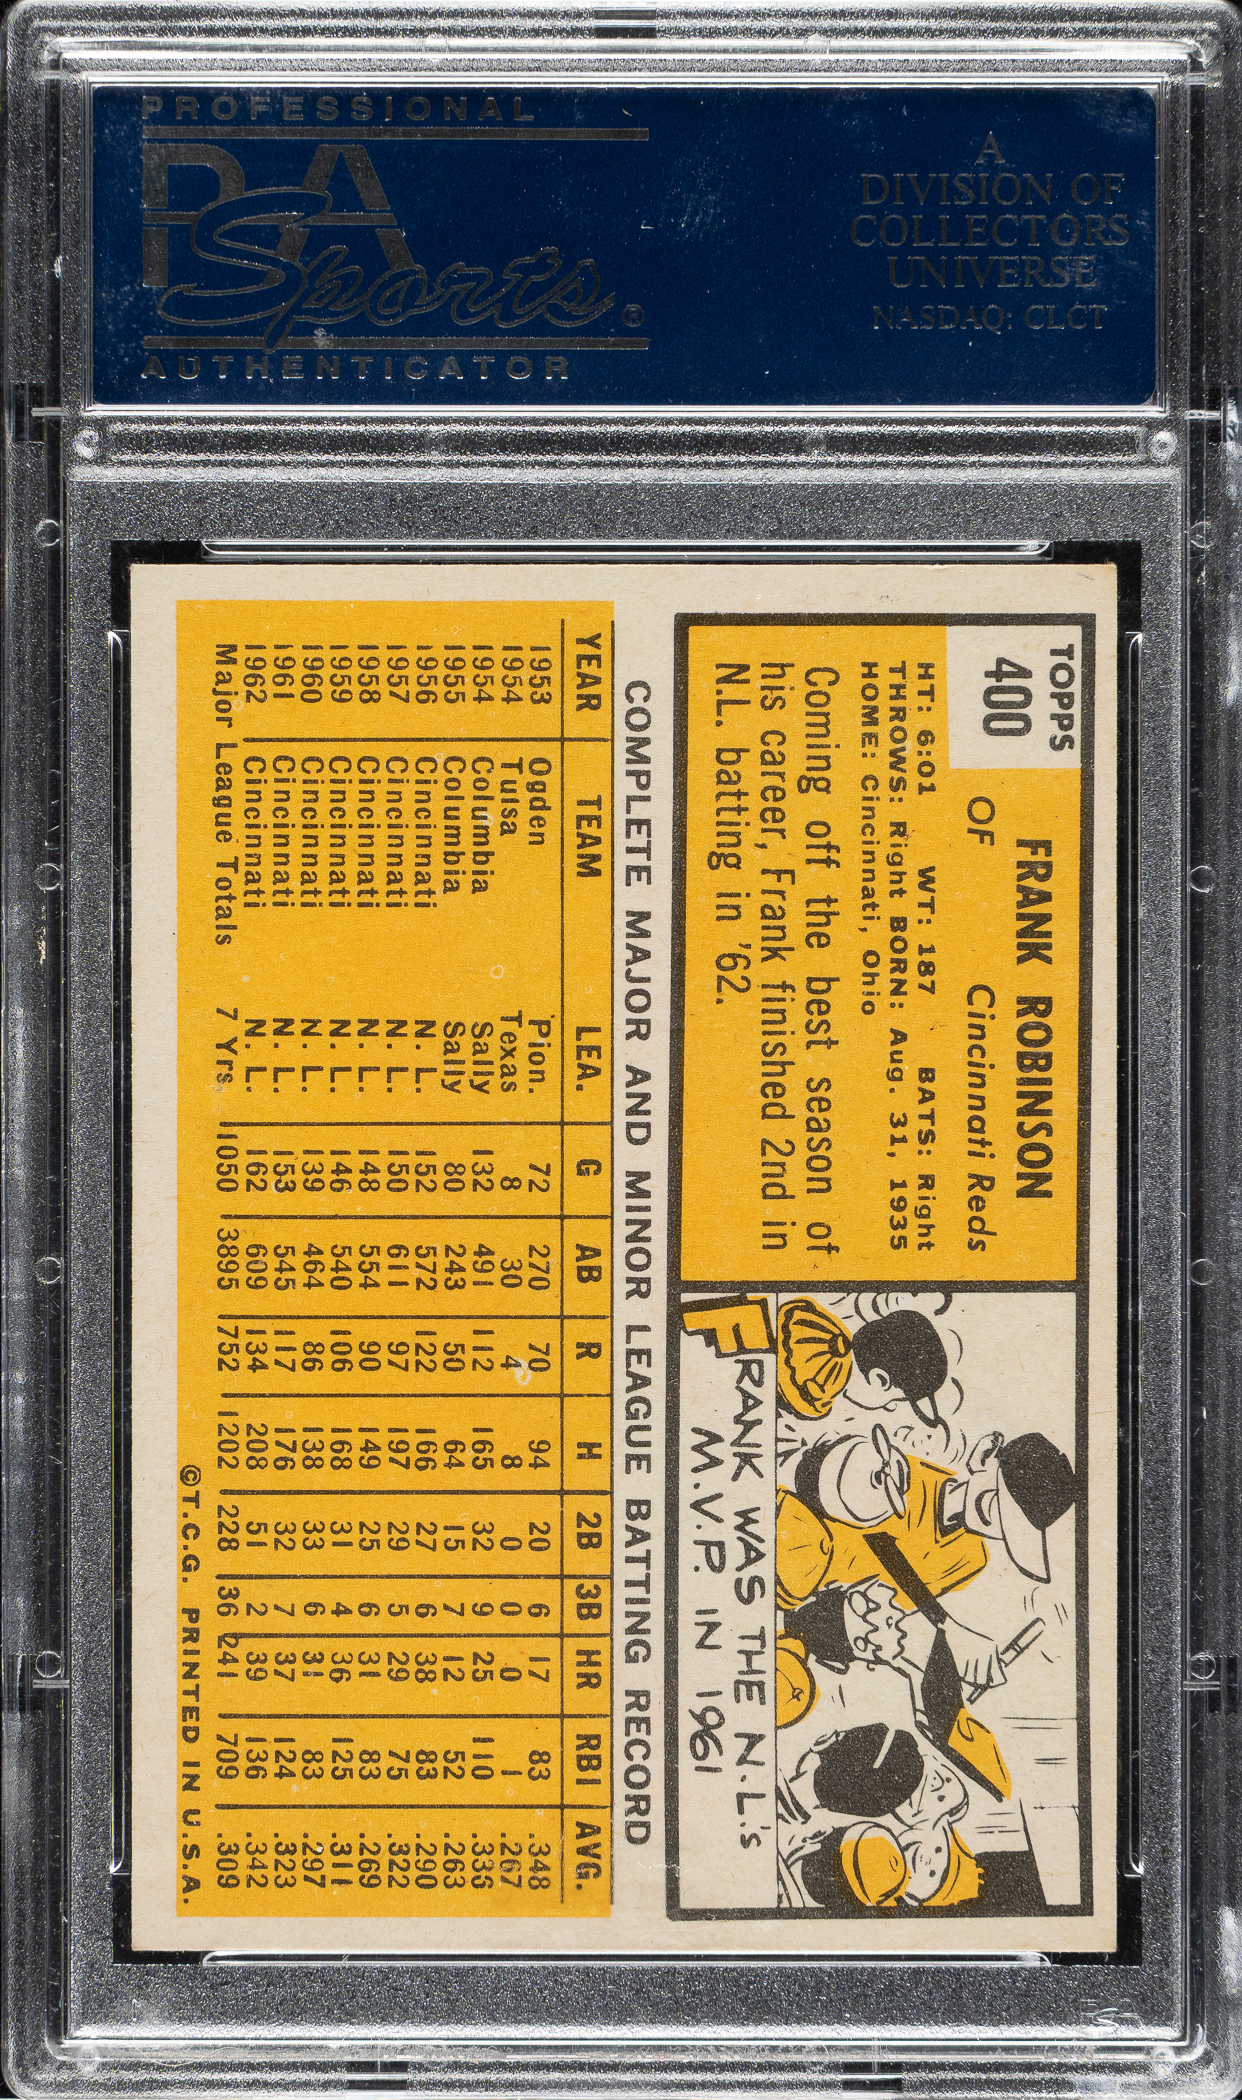 PROFESSIONAL
PSA
Sports®
AUTHENTICATOR
A
DIVISION OF
COLLECTORS
UNIVERSE
NASDAQ: CLCT
TOPPS
400
FRANK ROBINSON
OF Cincinnati Reds
HT: 6:01 WT: 187 BATS: Right
THROWS: Right BORN: Aug. 31, 1935
HOME: Cincinnati, Ohio
Coming off the best season of
his career, Frank finished 2nd in
N.L. batting in '62.
FRANK WAS THE N.L.'s
M.V.P. IN 1961
COMPLETE MAJOR AND MINOR LEAGUE BATTING RECORD
YEAR TEAM LEA. G AB R H 2B 3B HR RBI AVG.
1953 Ogden Pion. 72 270 70 94 20 6 17 83 .348
1954 Tulsa Texas 8 30 4 8 0 0 0 1 .267
1954 Columbia Sally 132 491 112 165 32 9 25 110 .336
1955 Columbia Sally 80 243 50 64 15 7 12 52 .263
1956 Cincinnati N. L. 152 572 122 166 27 6 38 83 .290
1957 Cincinnati N. L. 150 611 97 197 29 5 29 75 .322
1958 Cincinnati N. L. 148 554 90 149 25 6 31 83 .269
1959 Cincinnati N. L. 146 540 106 168 31 4 36 125 .311
1960 Cincinnati N. L. 139 464 86 138 33 6 31 83 .297
1961 Cincinnati N. L. 153 545 117 176 32 7 37 124 .323
1962 Cincinnati N. L. 162 609 134 208 51 2 39 136 .342
Major League Totals 7 Yrs. 1050 3895 752 1202 228 36 241 709 .309
©T.C.G. PRINTED IN U.S.A.